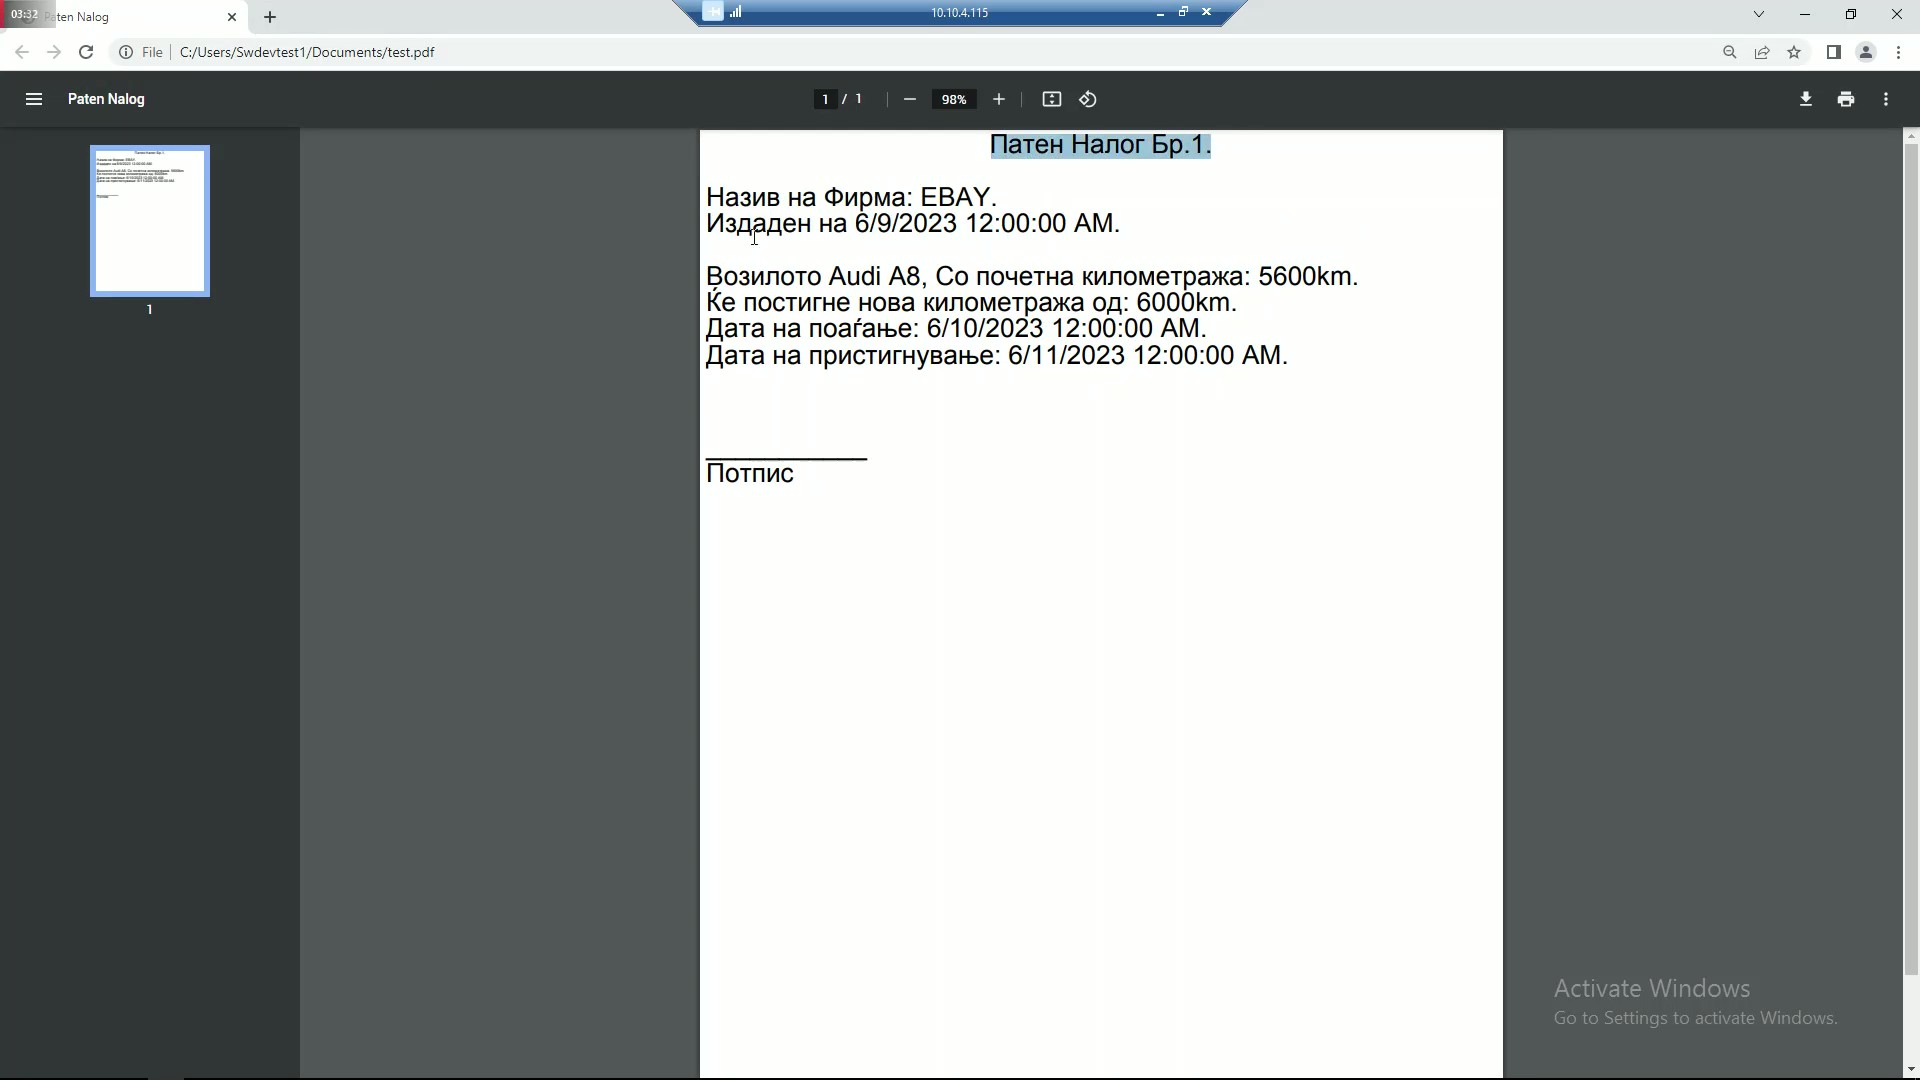 03:32
aten Nalog
10.10.4.115
File
C:/Users/Swdevtest1/Documents/test.pdf
Paten Nalog
1 / 1
98%
1
Патен Налог Бр.1.
Назив на Фирма: EBAY.
Издаден на 6/9/2023 12:00:00 AM.
Возилото Audi A8, Со почетна километража: 5600km.
Ќе постигне нова километража од: 6000km.
Дата на поаѓање: 6/10/2023 12:00:00 AM.
Дата на пристигнување: 6/11/2023 12:00:00 AM.
___________
Потпис
Activate Windows
Go to Settings to activate Windows.